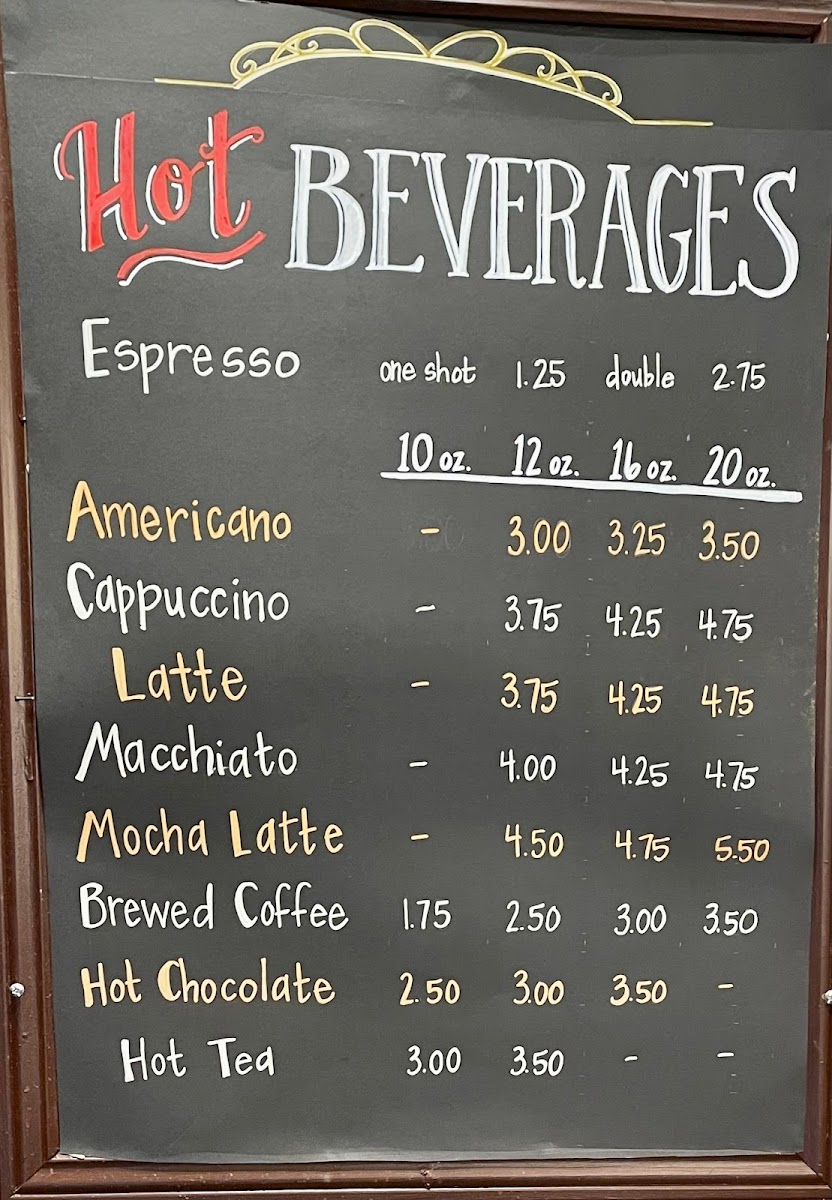 Hot BEVERAGES
Espresso one shot 1.25 double 2.75
10 oz. 12 oz. 16 oz. 20 oz.
Americano - 3.00 3.25 3.50
Cappuccino - 3.75 4.25 4.75
Latte - 3.75 4.25 4.75
Macchiato - 4.00 4.25 4.75
Mocha Latte - 4.50 4.75 5.50
Brewed Coffee 1.75 2.50 3.00 3.50
Hot Chocolate 2.50 3.00 3.50 -
Hot Tea 3.00 3.50 - -